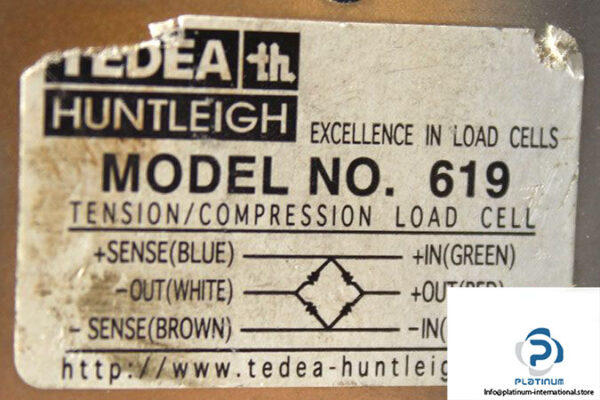 TEDEA th
HUNTLEIGH
EXCELLENCE IN LOAD CELLS
MODEL NO. 619
TENSION/COMPRESSION LOAD CELL
+SENSE(BLUE) +IN(GREEN)
-OUT(WHITE) +OUT(RED)
- SENSE(BROWN) -IN(
http://www.tedea-huntleig
PLATINUM
Info@platinum-international.store